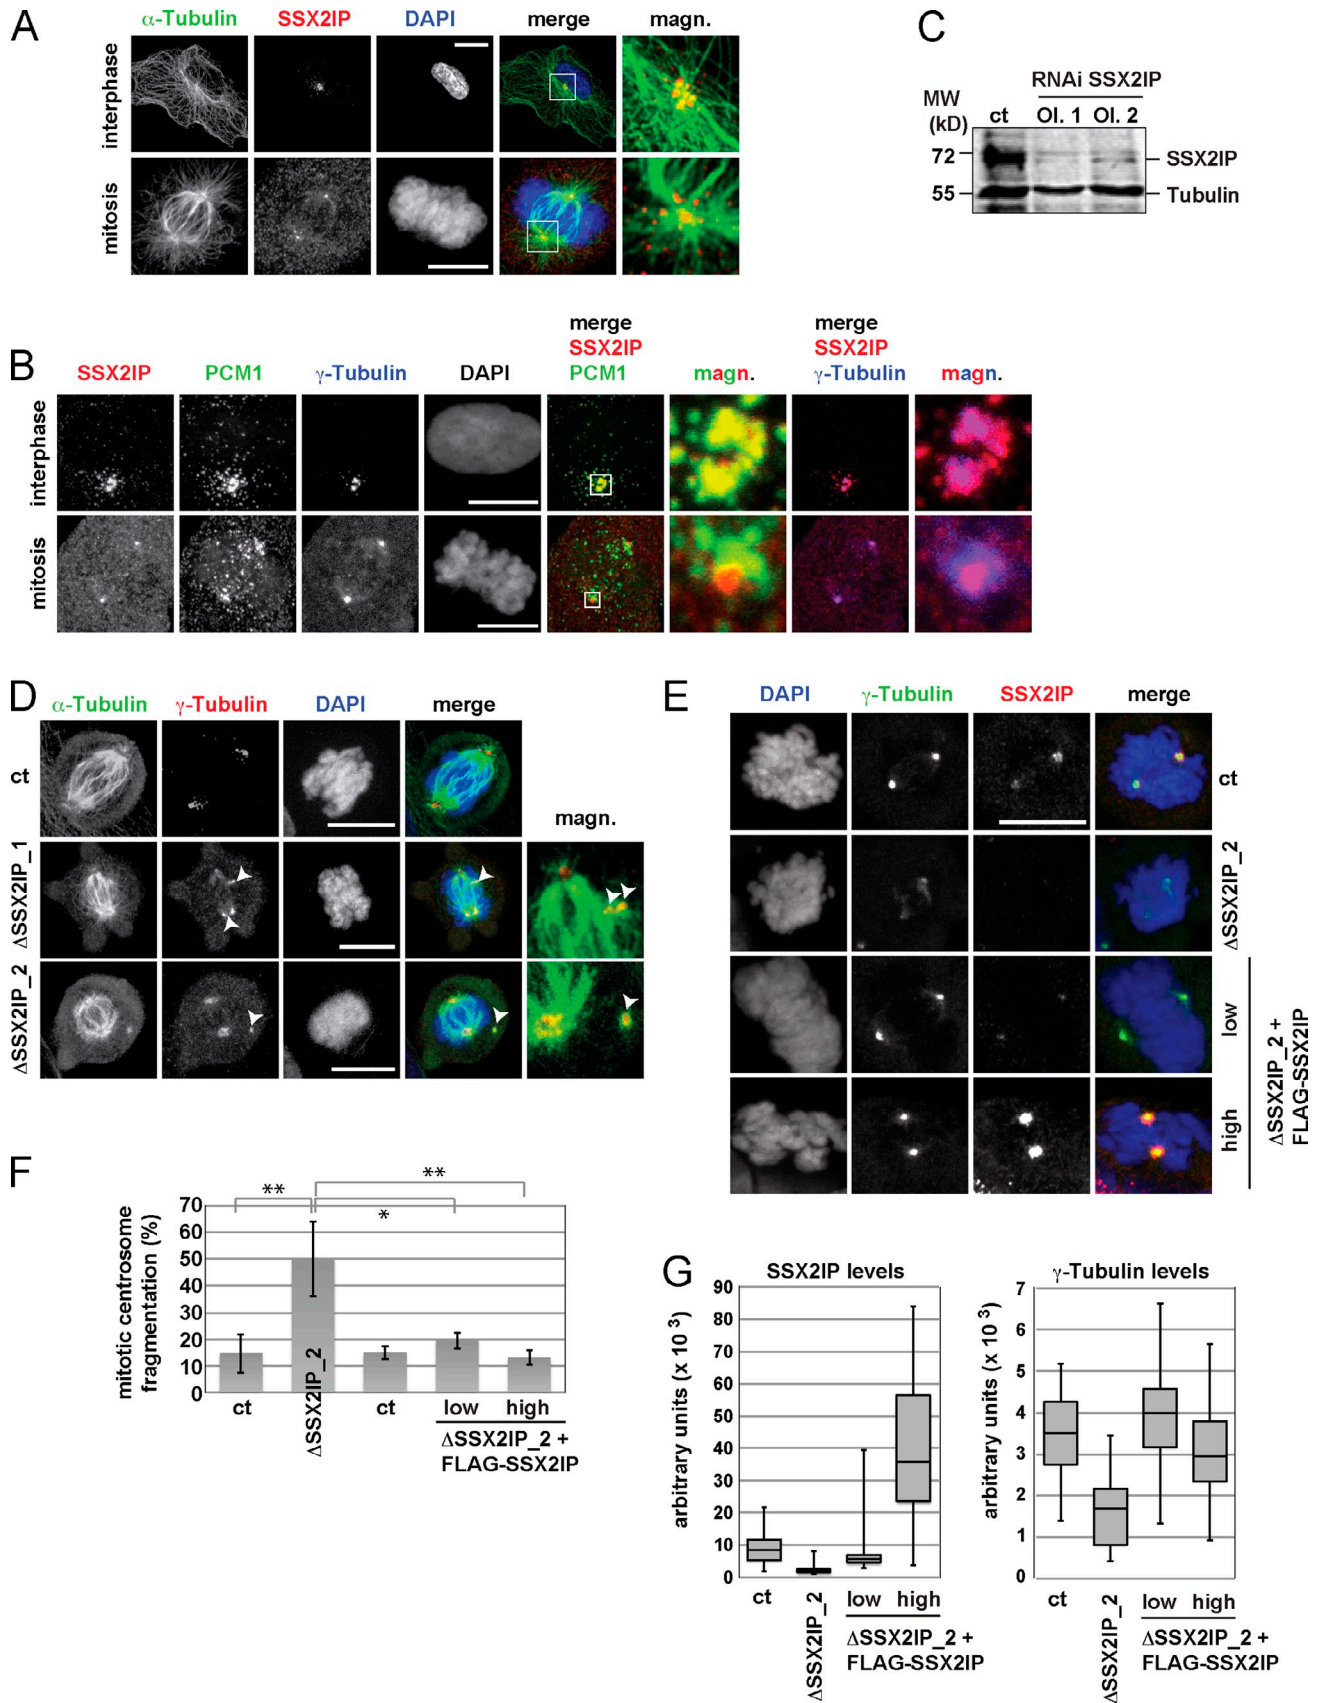 A
α-Tubulin SSX2IP DAPI merge magn.
interphase
mitosis
C
RNAi SSX2IP
MW
(kD)
ct Ol. 1 Ol. 2
72
SSX2IP
55
Tubulin
B
merge
SSX2IP
PCM1
merge
SSX2IP
γ-Tubulin
SSX2IP PCM1 γ-Tubulin DAPI magn. magn.
interphase
mitosis
D
α-Tubulin γ-Tubulin DAPI merge
magn.
ct
ΔSSX2IP_1
ΔSSX2IP_2
E
DAPI γ-Tubulin SSX2IP merge
ct
ΔSSX2IP_2
low
high
ΔSSX2IP_2 +
FLAG-SSX2IP
F
mitotic centrosome
fragmentation (%)
70
60
50
40
30
20
10
0
**
**
*
ct
ΔSSX2IP_2
ct
low high
ΔSSX2IP_2 +
FLAG-SSX2IP
G
SSX2IP levels
arbitrary units (x 10 3)
90
80
70
60
50
40
30
20
10
0
ct
ΔSSX2IP_2
low high
ΔSSX2IP_2 +
FLAG-SSX2IP
γ-Tubulin levels
arbitrary units (x 10 3)
7
6
5
4
3
2
1
0
ct
ΔSSX2IP_2
low high
ΔSSX2IP_2 +
FLAG-SSX2IP